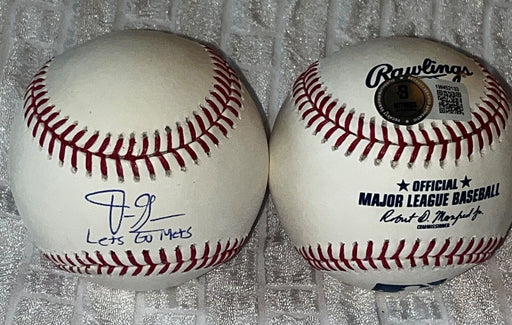 Lets Go Mets
Rawlings
OFFICIAL
MAJOR LEAGUE BASEBALL
Robert D. Manfred Jr.
COMMISSIONER